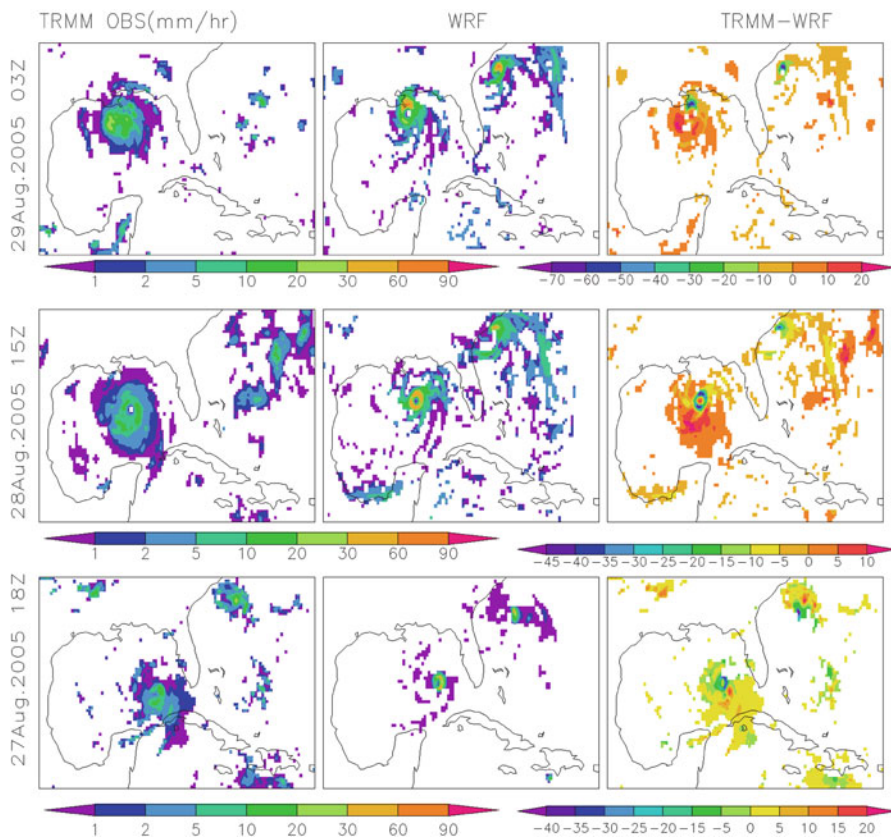 TRMM OBS(mm/hr)
WRF
TRMM-WRF
29Aug.2005 03Z
1 2 5 10 20 30 60 90
-70 -60 -50 -40 -30 -20 -10 0 10 20
28Aug.2005 15Z
1 2 5 10 20 30 60 90
-45 -40 -35 -30 -25 -20 -15 -10 -5 0 5 10
27Aug.2005 18Z
1 2 5 10 20 30 60 90
-40 -35 -30 -25 -20 -15 -10 -5 0 5 10 15 20